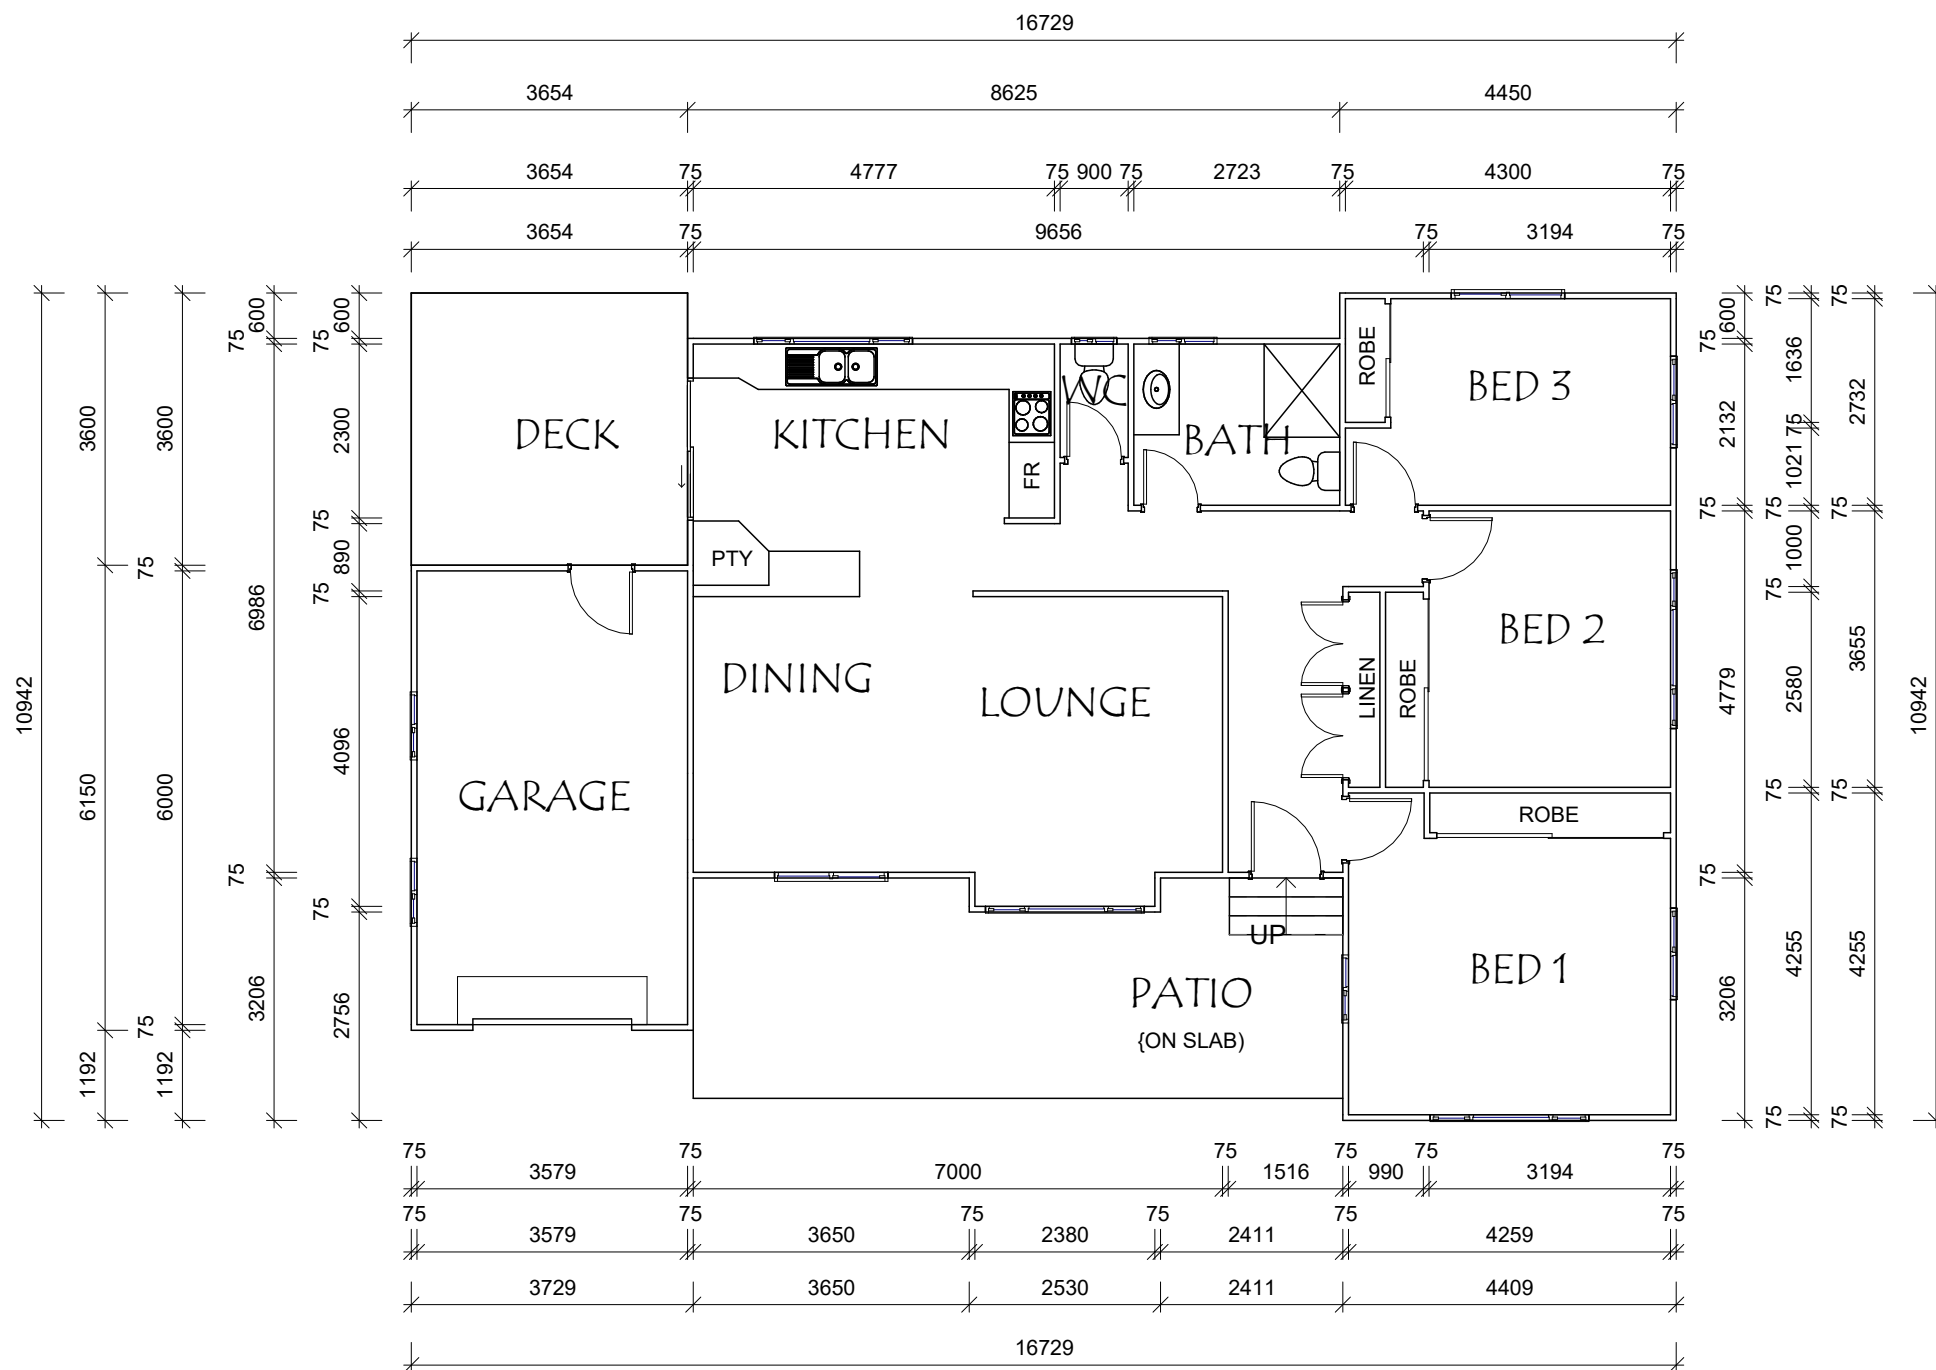 16729
3654 8625 4450
3654 75 4777 75 900 75 2723 75 4300 75
3654 75 9656 75 3194 75
10942
3600
6150
1192
3600
75
6000
75
1192
600
75
6986
75
3206
600
75
2300
75
890
75
4096
75
2756
DECK
KITCHEN
FR
WC
BATH
ROBE
BED 3
PTY
DINING
LOUNGE
LINEN
ROBE
BED 2
GARAGE
ROBE
UP
BED 1
PATIO
{ON SLAB)
600
75
2132
75
4779
75
3206
75
1636
75
1021
75
1000
75
2580
75
4255
75
75
2732
75
3655
75
4255
75
10942
75 3579 75 7000 75 1516 75 990 75 3194 75
75 3579 75 3650 75 2380 75 2411 75 4259 75
3729 3650 2530 2411 4409
16729